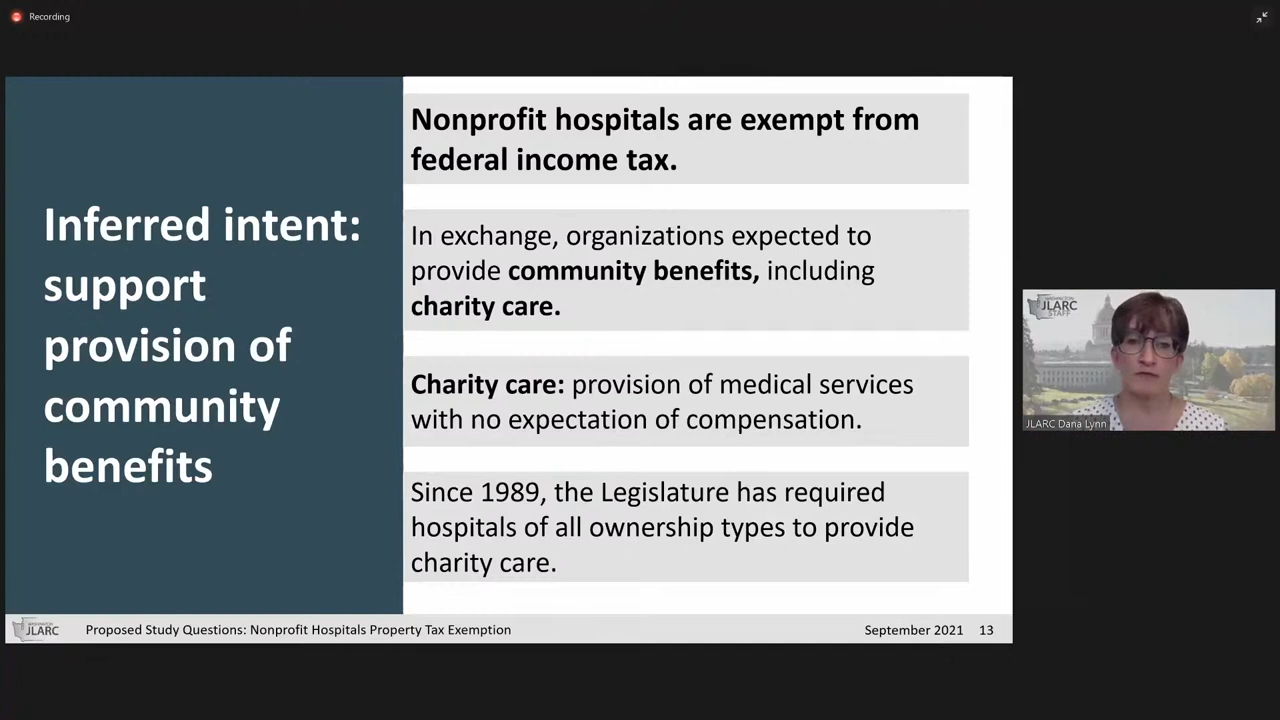 Recording
Inferred intent:
support
provision of
community
benefits
Nonprofit hospitals are exempt from
federal income tax.
In exchange, organizations expected to
provide community benefits, including
charity care.
Charity care: provision of medical services
with no expectation of compensation.
Since 1989, the Legislature has required
hospitals of all ownership types to provide
charity care.
WASHINGTON
JLARC
Proposed Study Questions: Nonprofit Hospitals Property Tax Exemption
September 2021 13
WASHINGTON
JLARC
STAFF
JLARC Dana Lynn